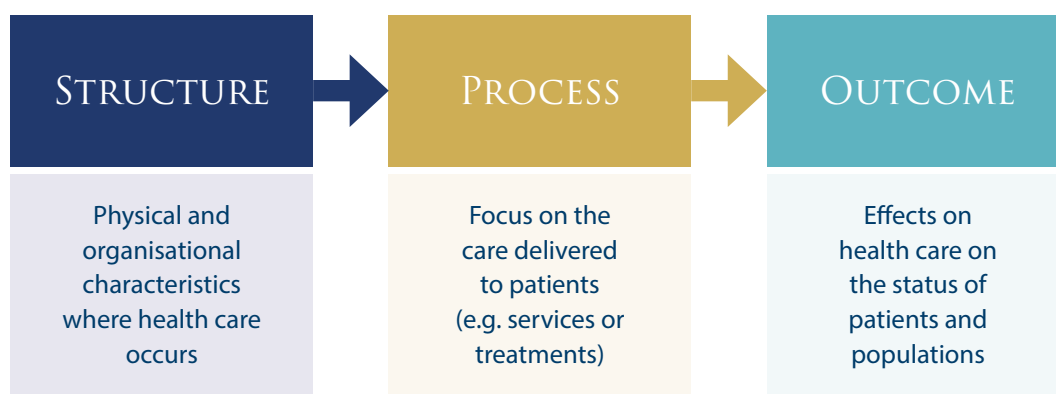 STRUCTURE
PROCESS
OUTCOME
Physical and
organisational
characteristics
where health care
occurs
Focus on the
care delivered
to patients
(e.g. services or
treatments)
Effects on
health care on
the status of
patients and
populations